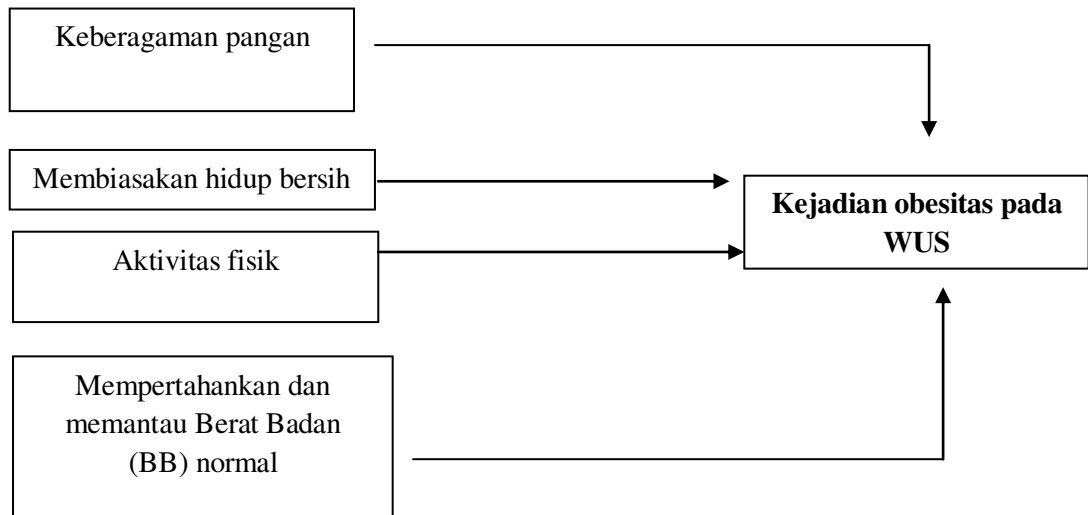 Keberagaman pangan
Membiasakan hidup bersih
Aktivitas fisik
Mempertahankan dan
memantau Berat Badan
(BB) normal
Kejadian obesitas pada
WUS